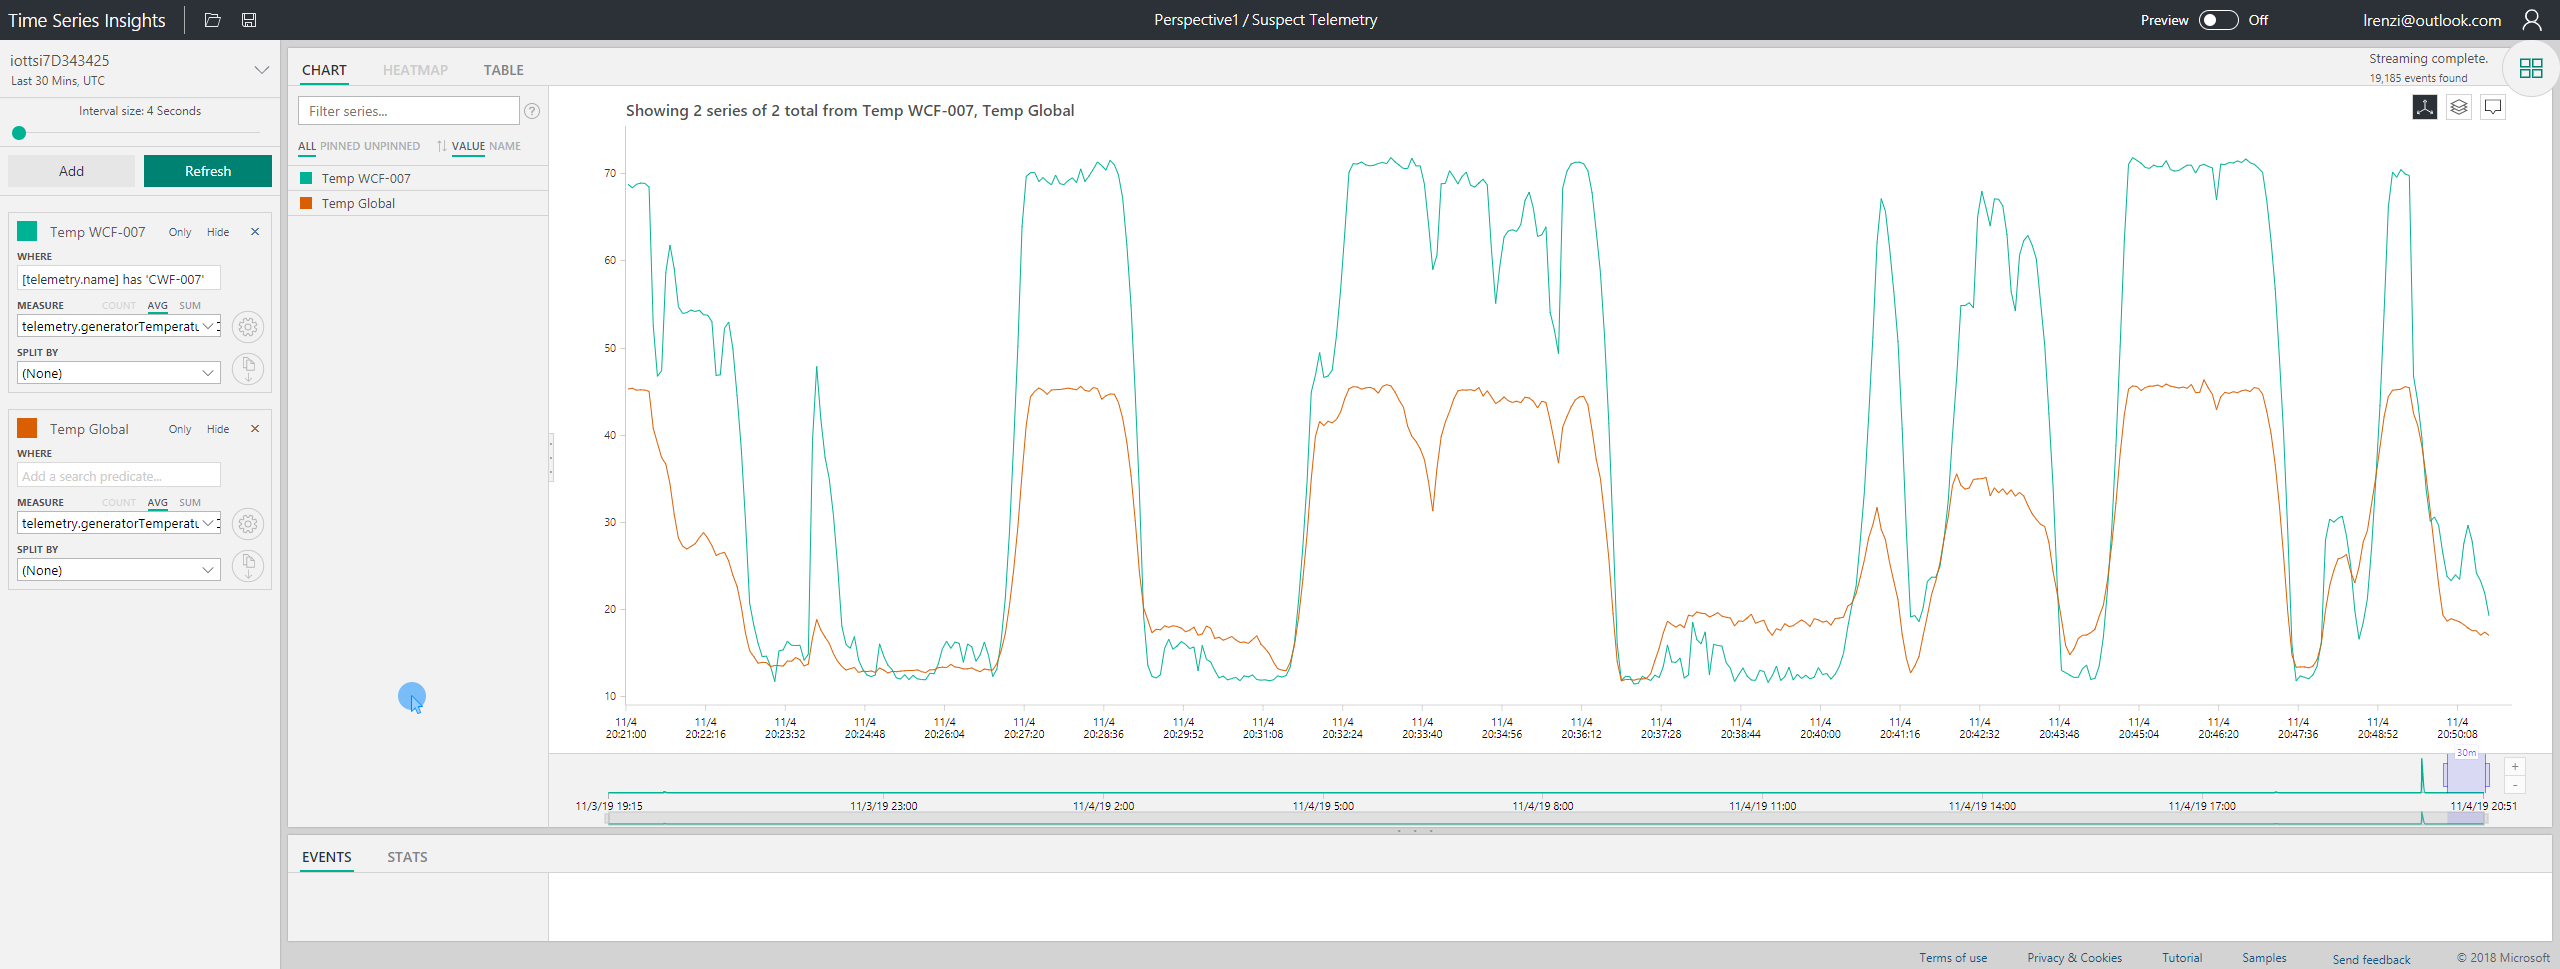 Time Series Insights
Perspective1 / Suspect Telemetry
Preview Off
lrenzi@outlook.com
iottsi7D343425
Last 30 Mins, UTC
Interval size: 4 Seconds
Add Refresh
Temp WCF-007 Only Hide
WHERE
[telemetry.name] has 'CWF-007'
MEASURE COUNT AVG SUM
telemetry.generatorTemperatu
SPLIT BY
(None)
Temp Global Only Hide
WHERE
Add a search predicate...
MEASURE COUNT AVG SUM
telemetry.generatorTemperatu
SPLIT BY
(None)
CHART HEATMAP TABLE
Streaming complete.
19,185 events found
Filter series... ?
ALL PINNED UNPINNED VALUE NAME
Temp WCF-007
Temp Global
Showing 2 series of 2 total from Temp WCF-007, Temp Global
70
60
50
40
30
20
10
11/4 11/4 11/4 11/4 11/4 11/4 11/4 11/4 11/4 11/4 11/4 11/4 11/4 11/4 11/4 11/4 11/4 11/4 11/4 11/4 11/4 11/4 11/4 11/4
20:21:00 20:22:16 20:23:32 20:24:48 20:26:04 20:27:20 20:28:36 20:29:52 20:31:08 20:32:24 20:33:40 20:34:56 20:36:12 20:37:28 20:38:44 20:40:00 20:41:16 20:42:32 20:43:48 20:45:04 20:46:20 20:47:36 20:48:52 20:50:08
30m
+
-
11/3/19 19:15 11/3/19 23:00 11/4/19 2:00 11/4/19 5:00 11/4/19 8:00 11/4/19 11:00 11/4/19 14:00 11/4/19 17:00 11/4/19 20:51
EVENTS STATS
Terms of use Privacy & Cookies Tutorial Samples Send feedback © 2018 Microsoft